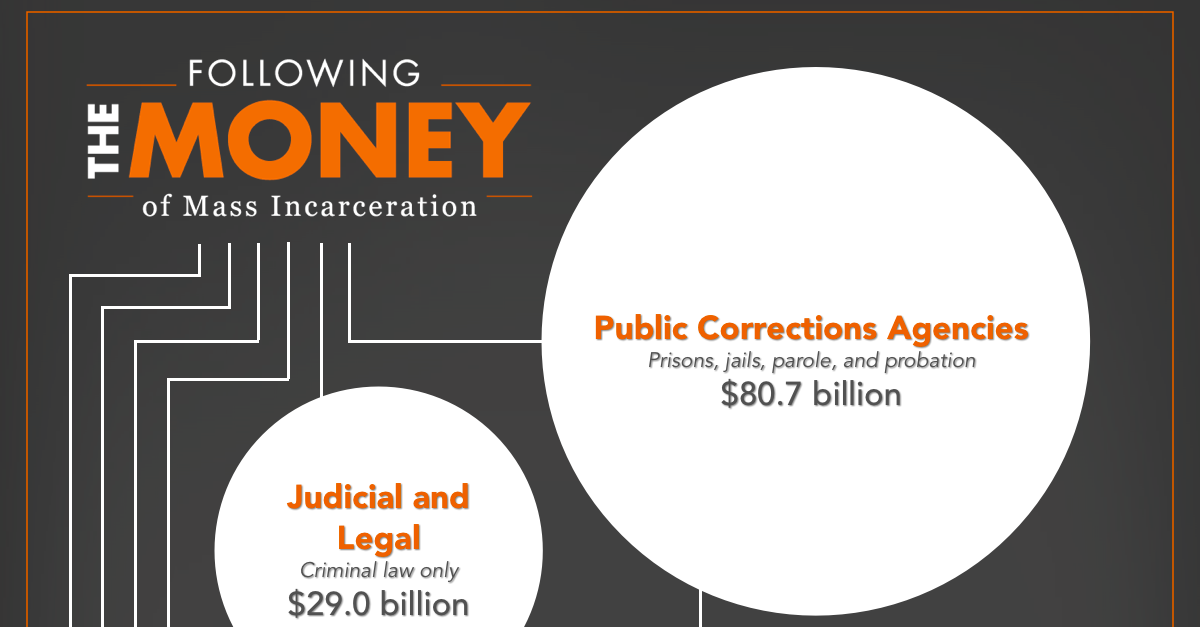 FOLLOWING
THE MONEY
of Mass Incarceration
Public Corrections Agencies
Prisons, jails, parole, and probation
$80.7 billion
Judicial and
Legal
Criminal law only
$29.0 billion